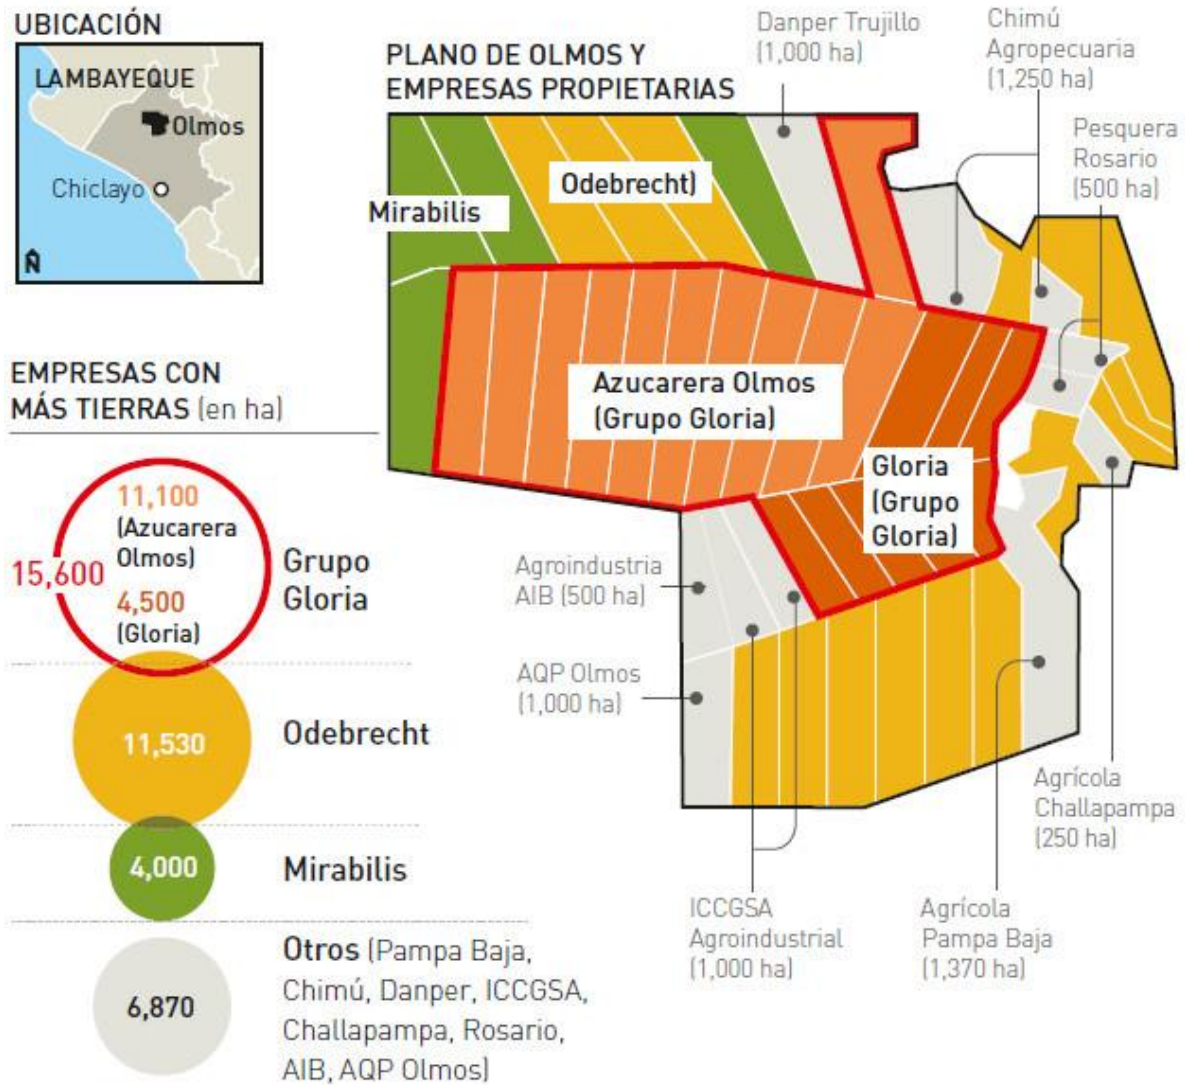 UBICACIÓN
LAMBAYEQUE
Olmos
Chiclayo
N
PLANO DE OLMOS Y
EMPRESAS PROPIETARIAS
Danper Trujillo
(1,000 ha)
Chimú
Agropecuaria
(1,250 ha)
Pesquera
Rosario
(500 ha)
Odebrecht)
Mirabilis
Azucarera Olmos
(Grupo Gloria)
Gloria
(Grupo
Gloria)
Agroindustria
AIB (500 ha)
AQP Olmos
(1,000 ha)
ICCGSA
Agroindustrial
(1,000 ha)
Agrícola
Pampa Baja
(1,370 ha)
Agrícola
Challapampa
(250 ha)
EMPRESAS CON
MÁS TIERRAS (en ha)
15,600
11,100
(Azucarera
Olmos)
4,500
(Gloria)
Grupo
Gloria
11,530
Odebrecht
4,000
Mirabilis
6,870
Otros (Pampa Baja,
Chimú, Danper, ICCGSA,
Challapampa, Rosario,
AIB, AQP Olmos)